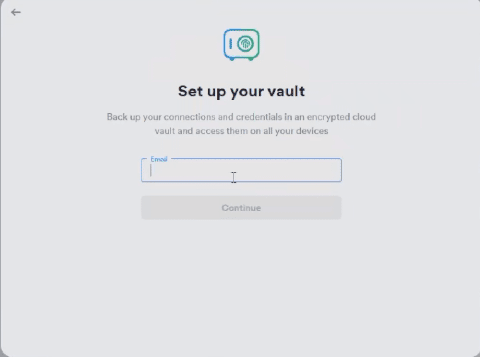 Set up your vault
Back up your connections and credentials in an encrypted cloud
vault and access them on all your devices
Email
Continue